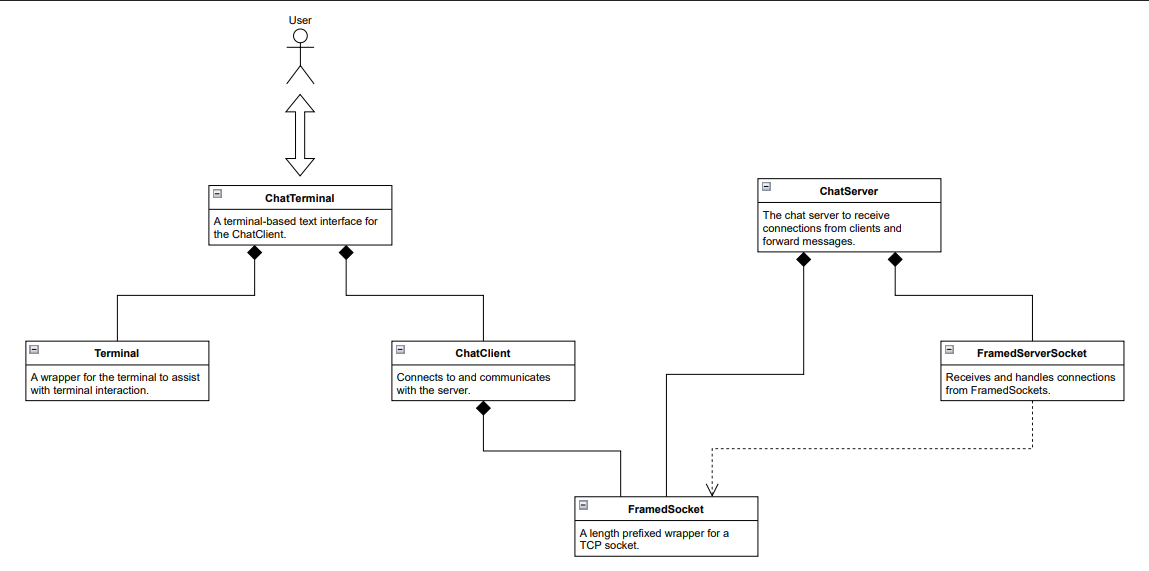 User
ChatTerminal
A terminal-based text interface for
the ChatClient.
ChatServer
The chat server to receive
connections from clients and
forward messages.
Terminal
A wrapper for the terminal to assist
with terminal interaction.
ChatClient
Connects to and communicates
with the server.
FramedServerSocket
Receives and handles connections
from FramedSockets.
FramedSocket
A length prefixed wrapper for a
TCP socket.